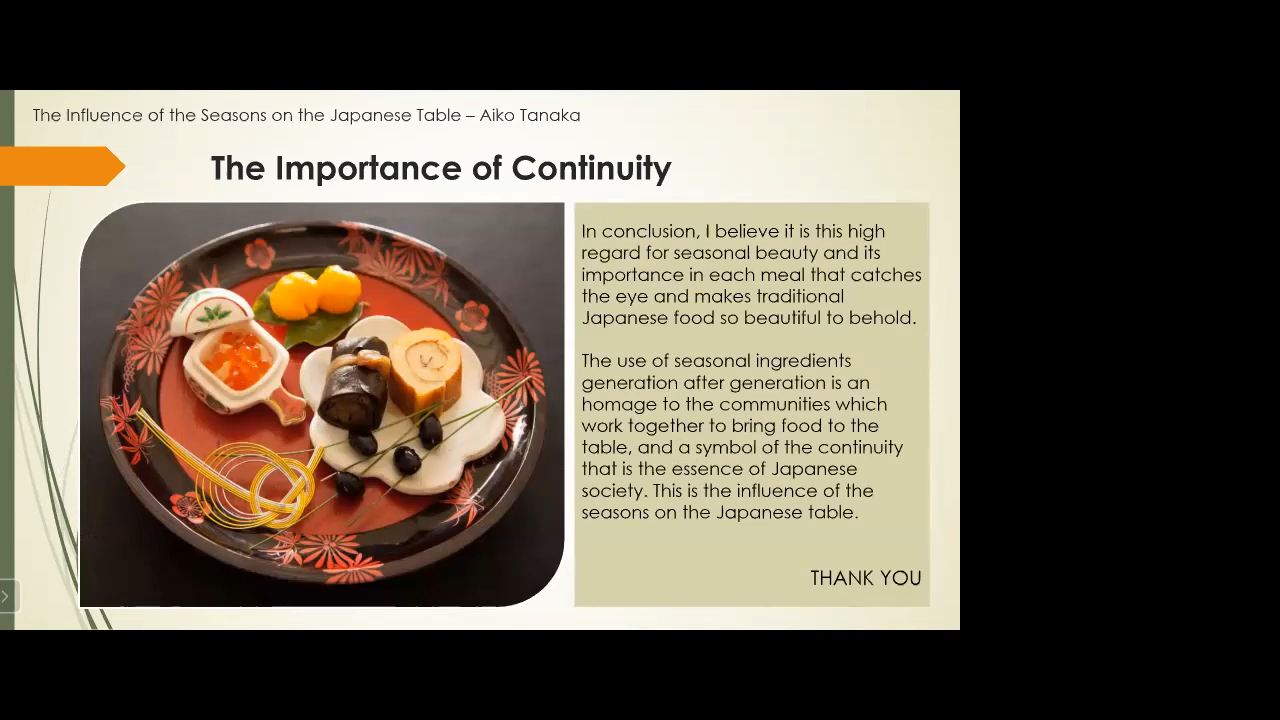 The Influence of the Seasons on the Japanese Table – Aiko Tanaka
The Importance of Continuity
In conclusion, I believe it is this high
regard for seasonal beauty and its
importance in each meal that catches
the eye and makes traditional
Japanese food so beautiful to behold.
The use of seasonal ingredients
generation after generation is an
homage to the communities which
work together to bring food to the
table, and a symbol of the continuity
that is the essence of Japanese
society. This is the influence of the
seasons on the Japanese table.
THANK YOU